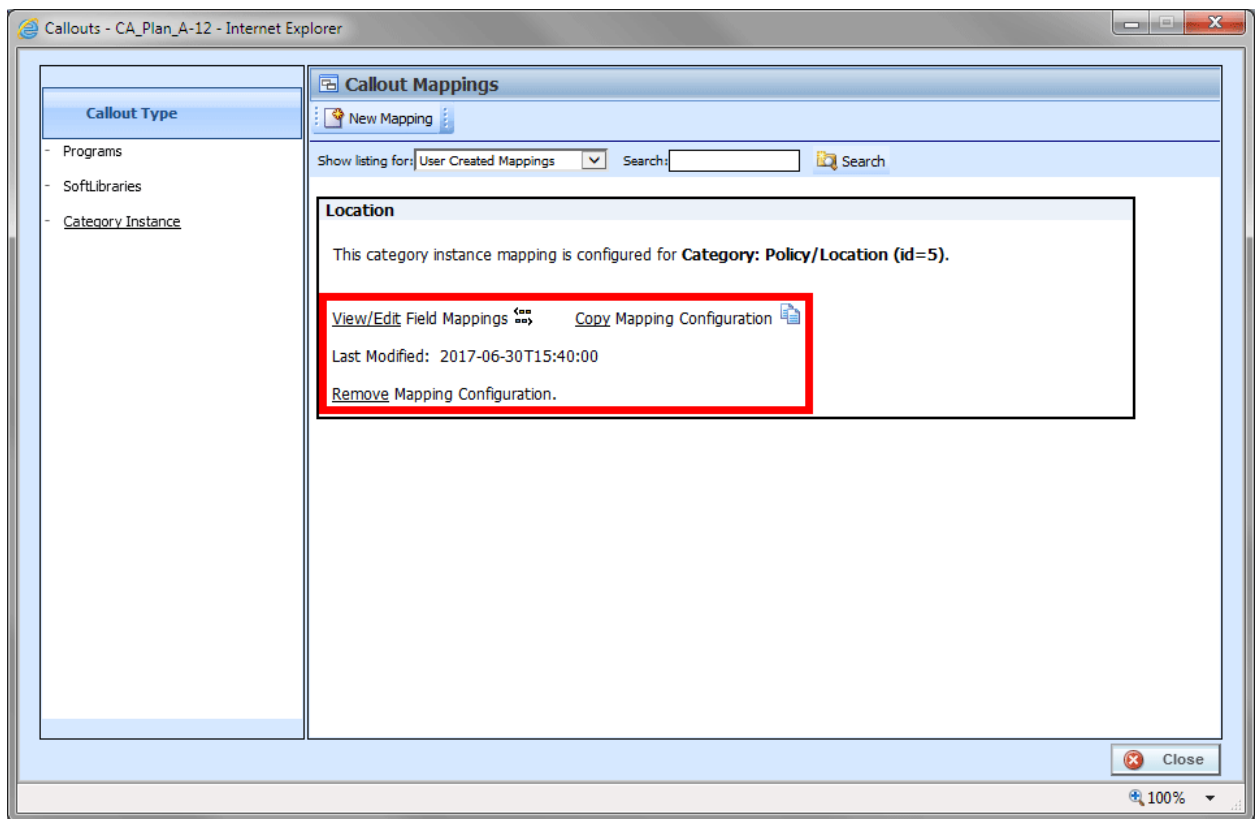 Callouts - CA_Plan_A-12 - Internet Explorer
Callout Type
- Programs
- SoftLibraries
- Category Instance
Callout Mappings
New Mapping
Show listing for: User Created Mappings Search: Search
Location
This category instance mapping is configured for Category: Policy/Location (id=5).
View/Edit Field Mappings Copy Mapping Configuration
Last Modified: 2017-06-30T15:40:00
Remove Mapping Configuration.
Close
100%